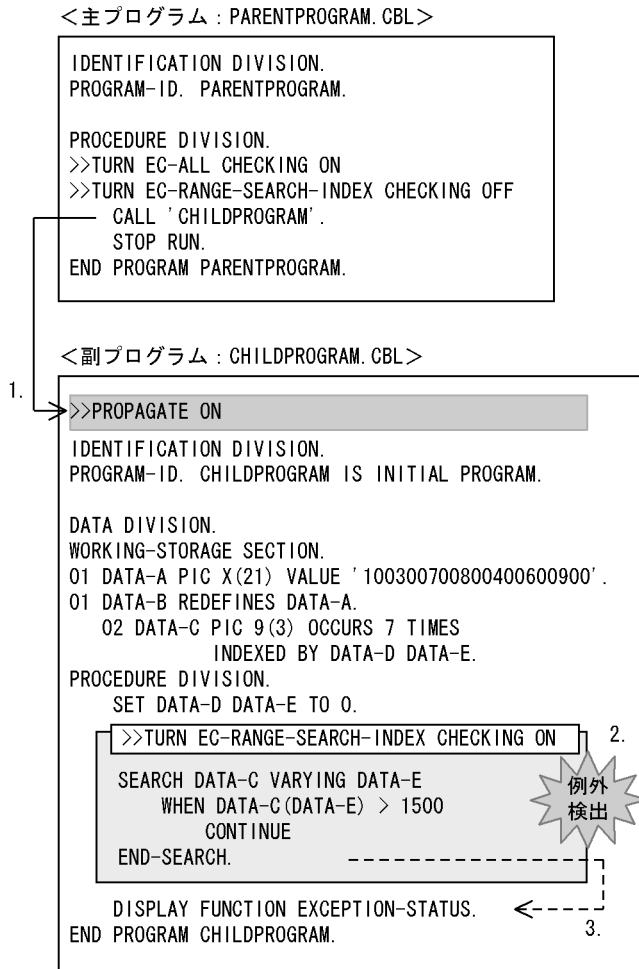 <主プログラム:PARENTPROGRAM.CBL>
IDENTIFICATION DIVISION.
PROGRAM-ID. PARENTPROGRAM.
PROCEDURE DIVISION.
>>TURN EC-ALL CHECKING ON
>>TURN EC-RANGE-SEARCH-INDEX CHECKING OFF
CALL 'CHILDPROGRAM'.
STOP RUN.
END PROGRAM PARENTPROGRAM.
<副プログラム:CHILDPROGRAM.CBL>
1.
>>PROPAGATE ON
IDENTIFICATION DIVISION.
PROGRAM-ID. CHILDPROGRAM IS INITIAL PROGRAM.
DATA DIVISION.
WORKING-STORAGE SECTION.
01 DATA-A PIC X(21) VALUE '100300700800400600900'.
01 DATA-B REDEFINES DATA-A.
02 DATA-C PIC 9(3) OCCURS 7 TIMES
INDEXED BY DATA-D DATA-E.
PROCEDURE DIVISION.
SET DATA-D DATA-E TO 0.
>>TURN EC-RANGE-SEARCH-INDEX CHECKING ON
2.
SEARCH DATA-C VARYING DATA-E
WHEN DATA-C(DATA-E) > 1500
CONTINUE
END-SEARCH.
例外
検出
DISPLAY FUNCTION EXCEPTION-STATUS.
3.
END PROGRAM CHILDPROGRAM.